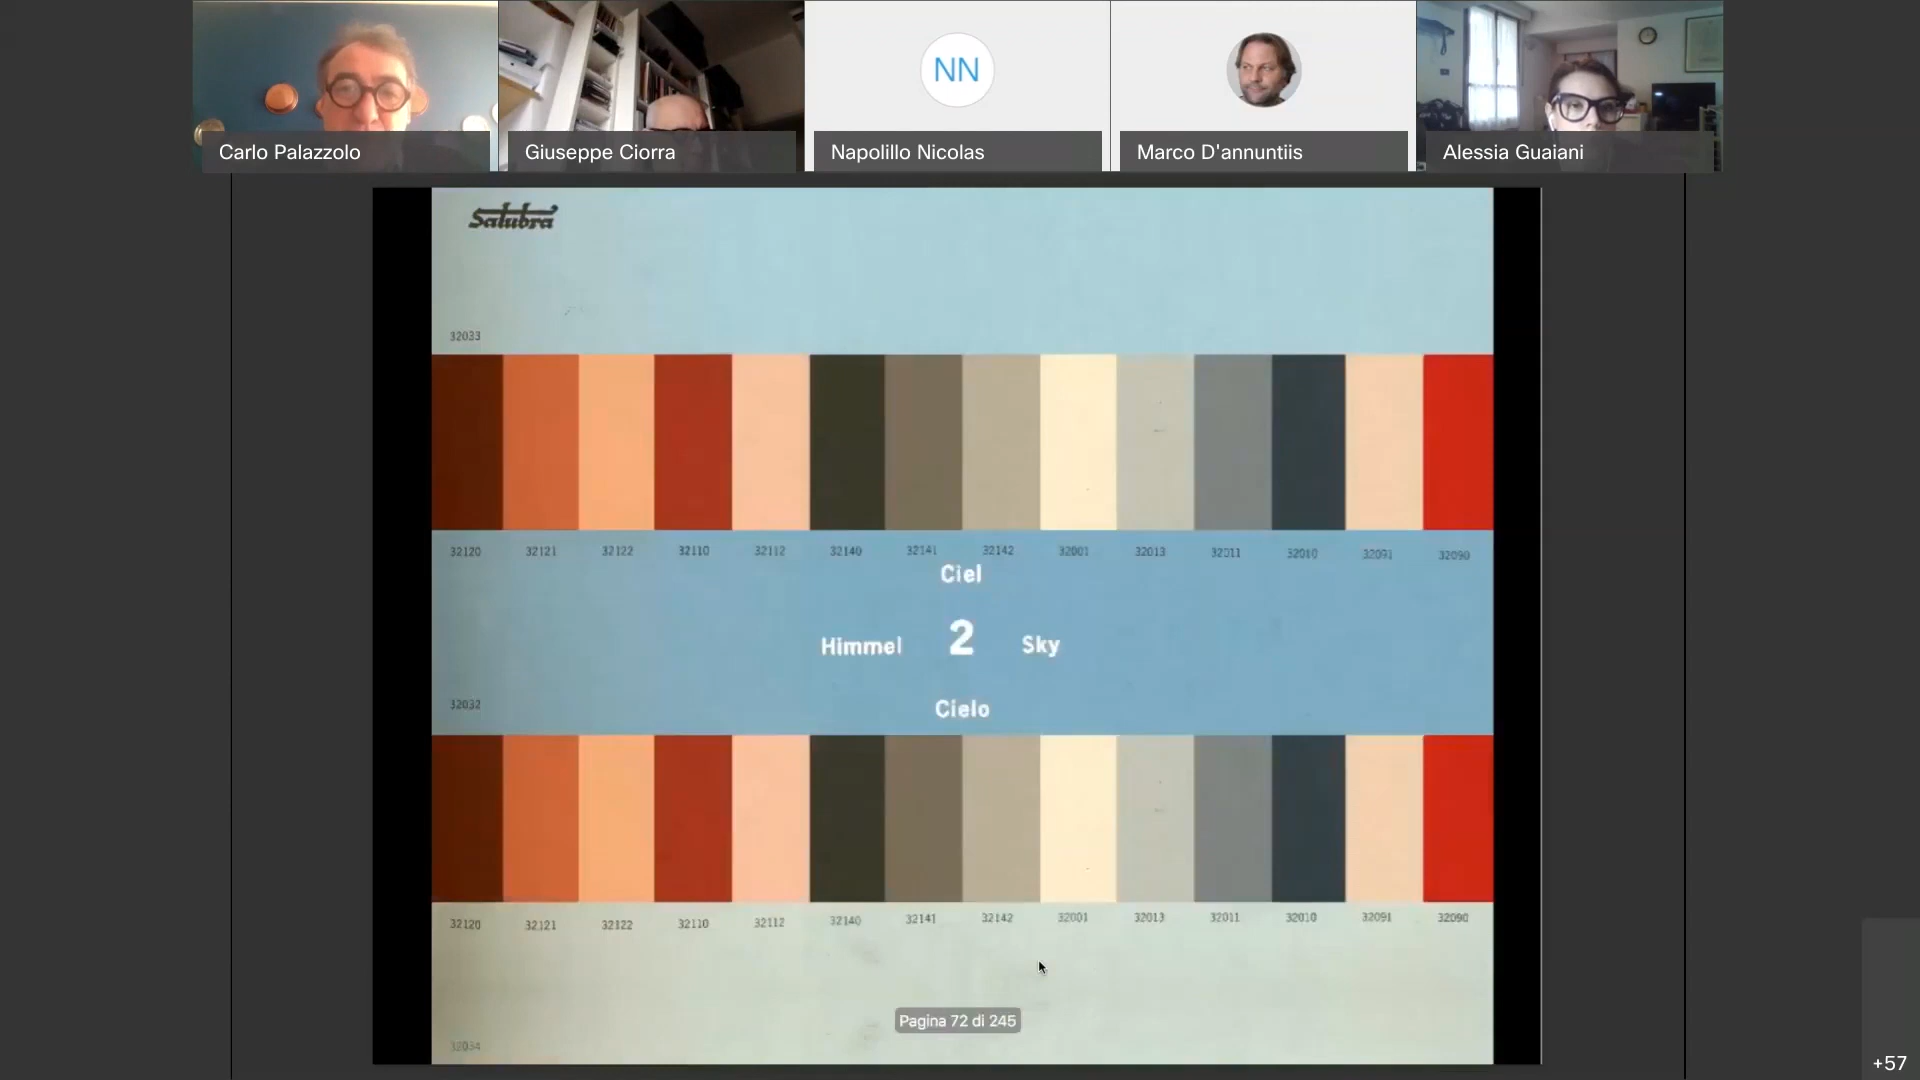 NN
Carlo Palazzolo
Giuseppe Ciorra
Napolillo Nicolas
Marco D'annuntiis
Alessia Guaiani
Salubra
32033
32120 32121 32122 32110 32112 32140 32141 32142 32001 32013 32011 32010 32091 32090
Ciel
Himmel 2 Sky
32032
Cielo
32120 32121 32122 32110 32112 32140 32141 32142 32001 32013 32011 32010 32091 32090
Pagina 72 di 245
32034
+57